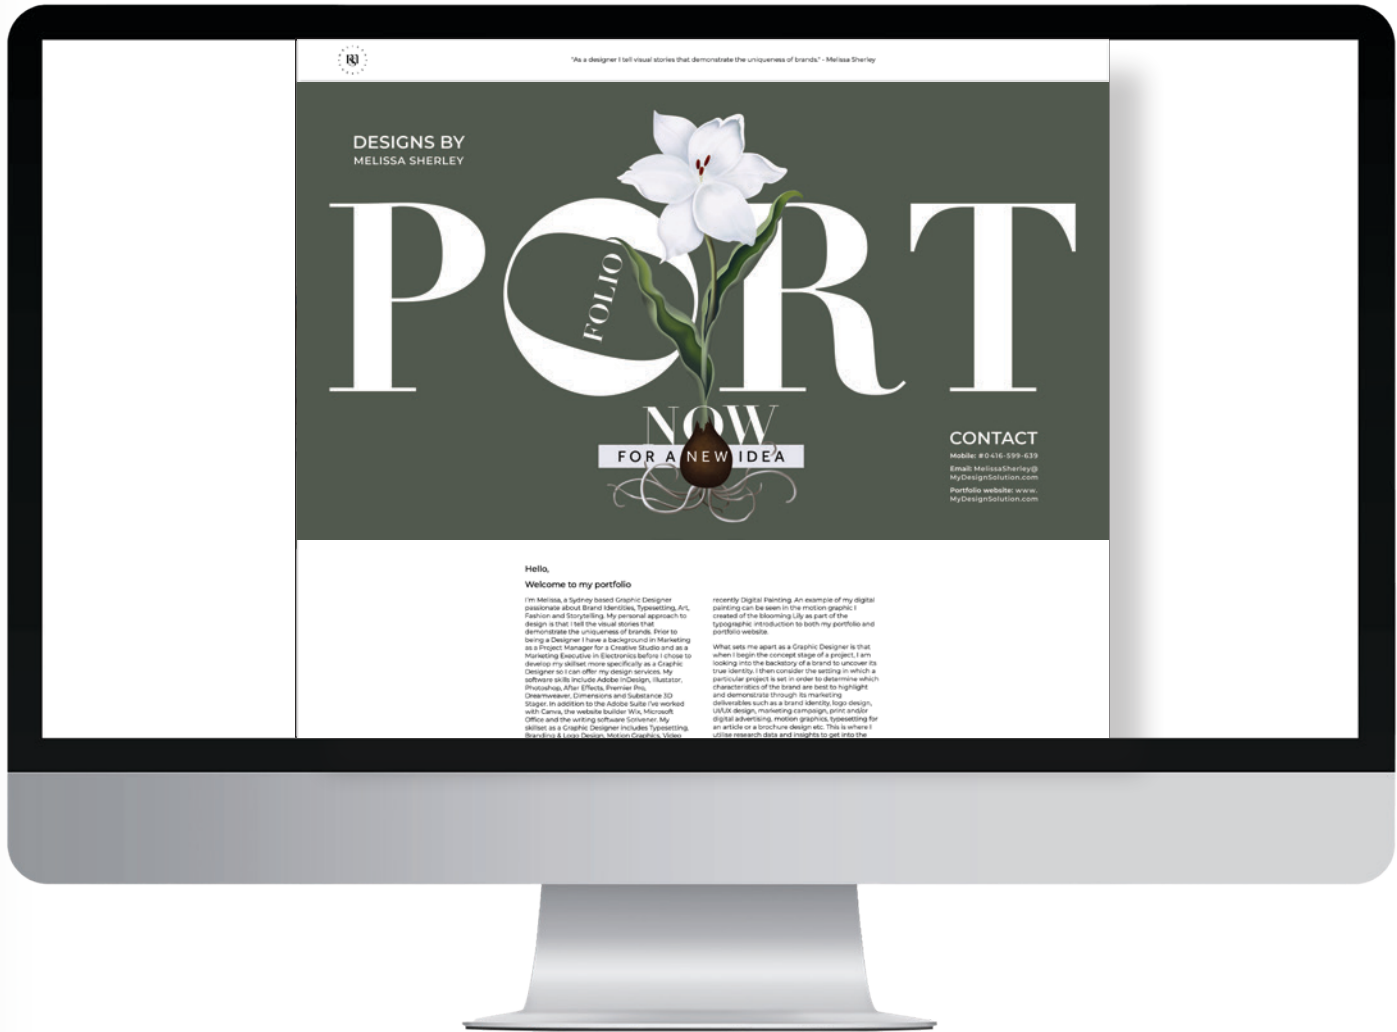 "As a designer I tell visual stories that demonstrate the uniqueness of brands." - Melissa Sherley
DESIGNS BY
MELISSA SHERLEY
PORT
FOLIO
NOW
FOR A NEW IDEA
CONTACT
Mobile: #0416-599-639
Email: MelissaSherley@
MyDesignSolution.com
Portfolio website: www.
MyDesignSolution.com
Hello,
Welcome to my portfolio
I'm Melissa, a Sydney based Graphic Designer
passionate about Brand Identities, Typesetting, Art,
Fashion and Storytelling. My personal approach to
design is that I tell the visual stories that
demonstrate the uniqueness of brands. Prior to
being a Designer I have a background in Marketing
as a Project Manager for a Creative Studio and as a
Marketing Executive in Electronics before I chose to
develop my skillset more specifically as a Graphic
Designer so I can offer my design services. My
software skills include Adobe InDesign, Illustator,
Photoshop, After Effects, Premier Pro,
Dreamweaver, Dimensions and Substance 3D
Stager. In addition to the Adobe Suite I've worked
with Canva, the website builder Wix, Microsoft
Office and the writing software Scrivener. My
skillset as a Graphic Designer includes Typesetting,
Branding & Logo Design, Motion Graphics, Video
recently Digital Painting. An example of my digital
painting can be seen in the motion graphic I
created of the blooming Lily as part of the
typographic introduction to both my portfolio and
portfolio website.
What sets me apart as a Graphic Designer is that
when I begin the concept stage of a project, I am
looking into the backstory of a brand to uncover its
true identity. I then consider the setting in which a
particular project is set in order to determine which
characteristics of the brand are best to highlight
and demonstrate through its marketing
deliverables such as a brand identity, logo design,
UI/UX design, marketing campaign, print and/or
digital advertising, motion graphics, typesetting for
an article or a brochure design etc. This is where I
utilise research data and insights to get into the